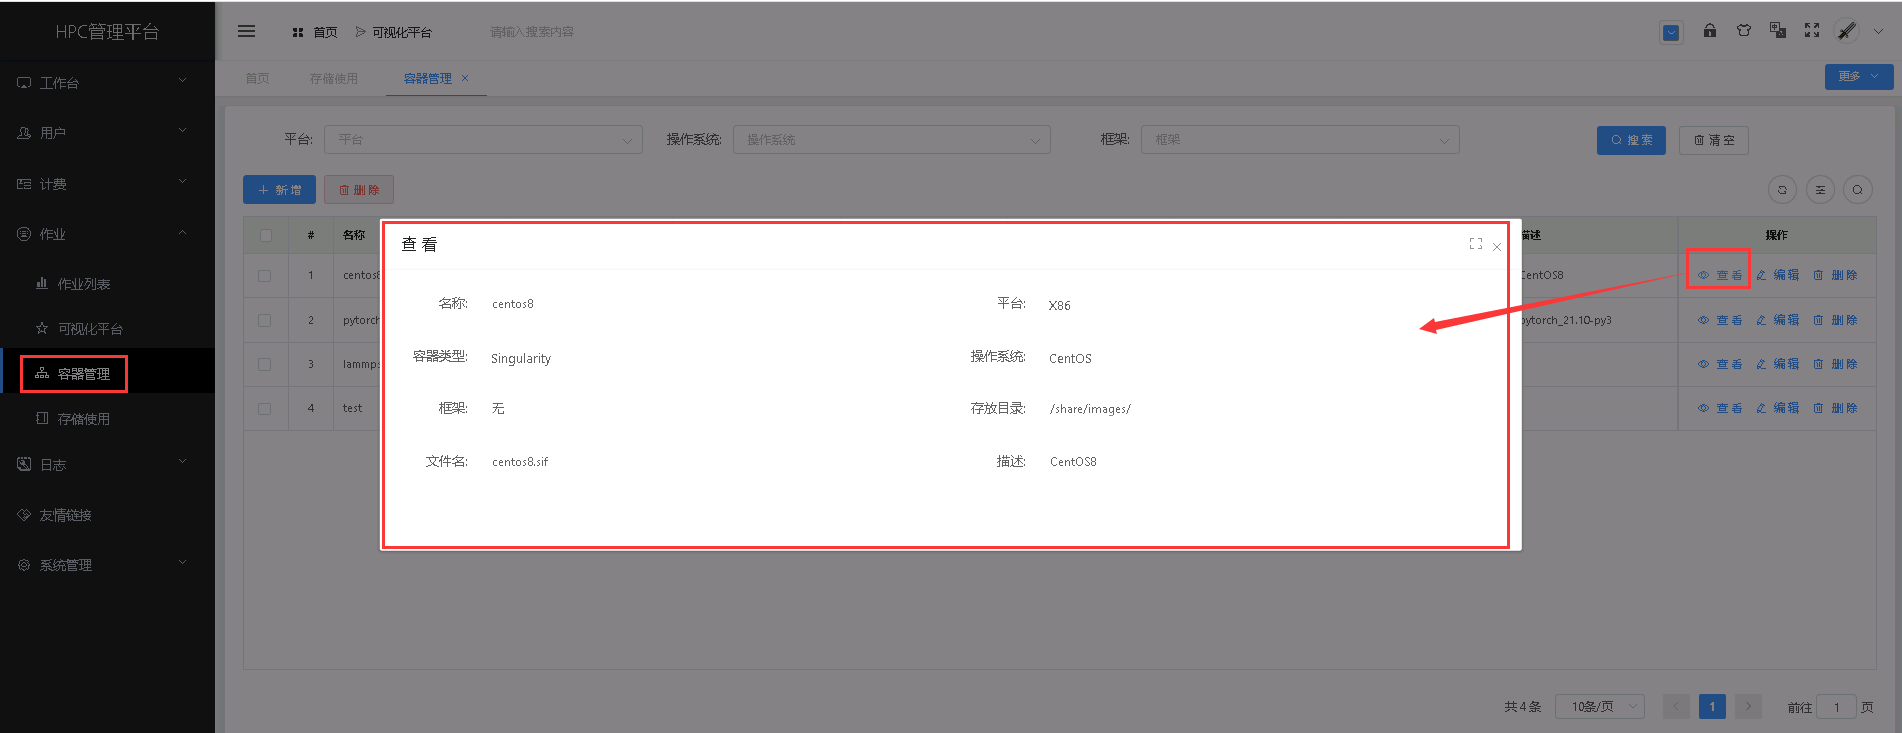 HPC管理平台
首页
可视化平台
请输入搜索内容
工作台
用户
计费
作业
作业列表
可视化平台
容器管理
存储使用
日志
友情链接
系统管理
首页
存储使用
容器管理
更多
平台:
平台
操作系统:
操作系统
框架:
框架
搜索
清空
新增
删除
# 名称 描述 操作
1 centos8 CentOS8 查看 编辑 删除
2 pytorch pytorch_21.10-py3 查看 编辑 删除
3 lammps 查看 编辑 删除
4 test 查看 编辑 删除
查看
名称: centos8 平台: X86
容器类型: Singularity 操作系统: CentOS
框架: 无 存放目录: /share/images/
文件名: centos8.sif 描述: CentOS8
共4条 10条/页 1 前往 1 页